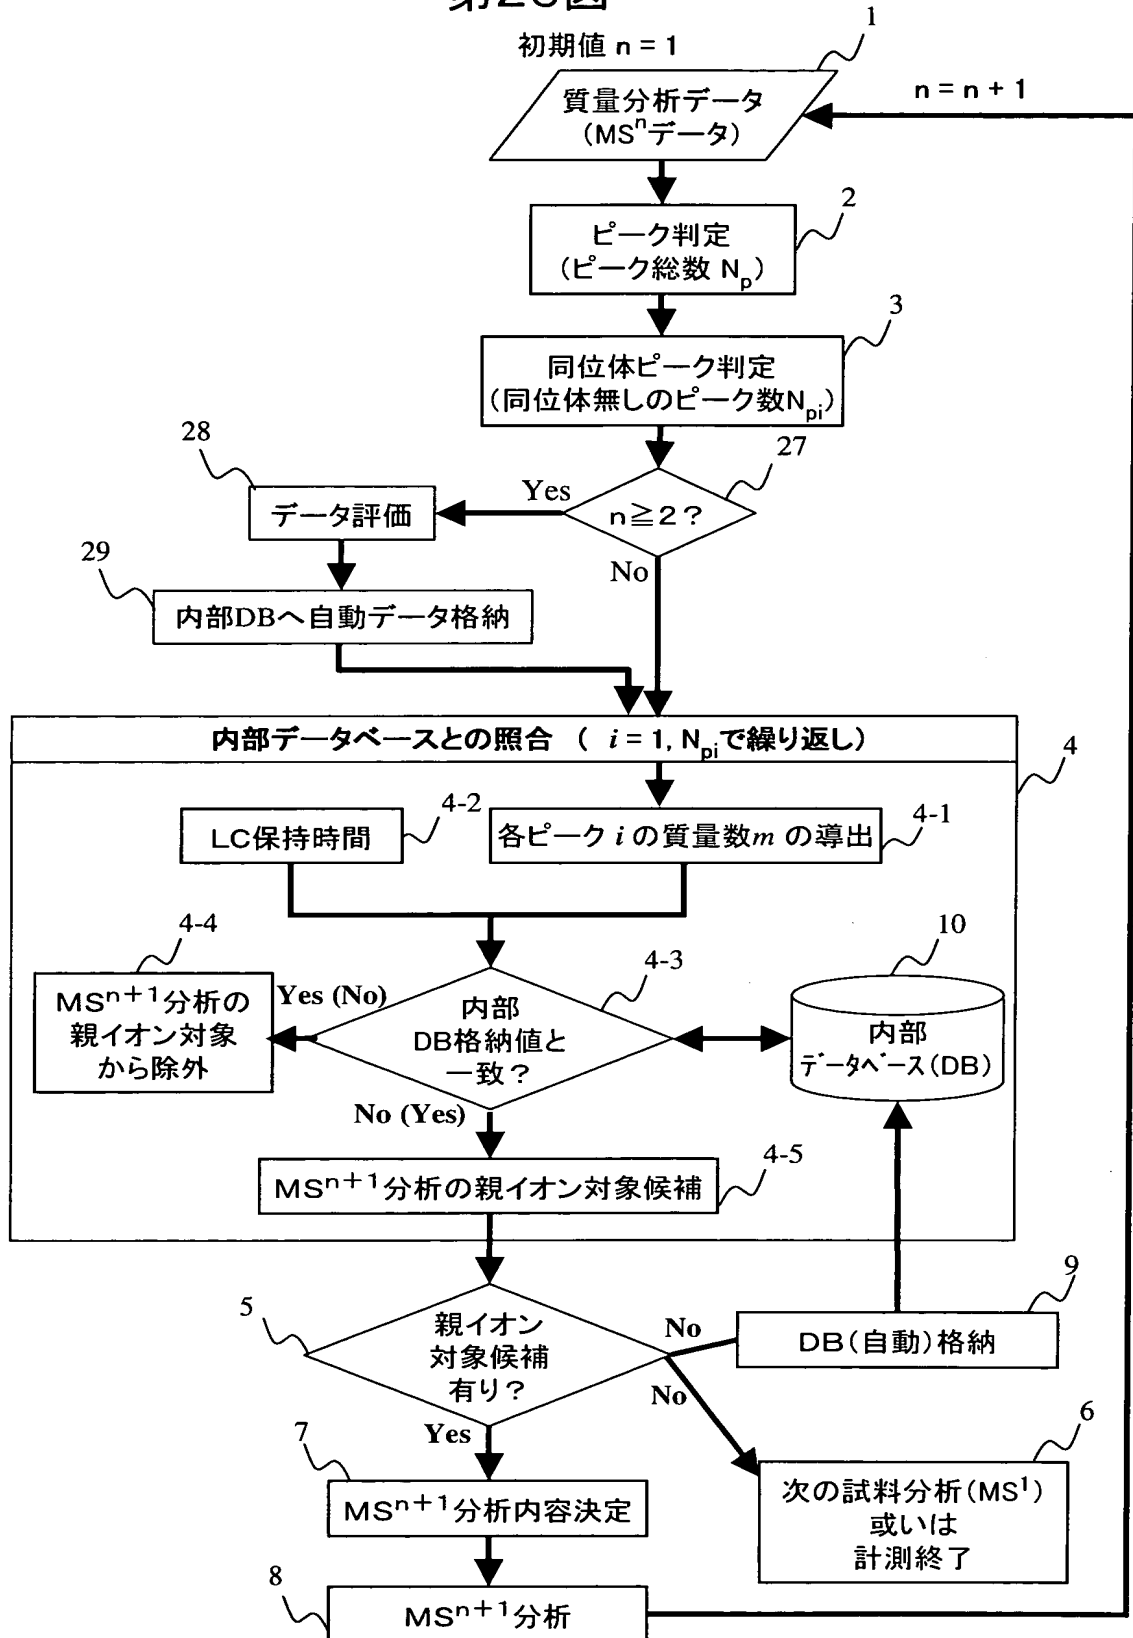 初期値 n = 1
1
質量分析データ
(MSⁿデータ)
n = n + 1
2
ピーク判定
(ピーク総数 Np)
3
同位体ピーク判定
(同位体無しのピーク数Npi)
28
27
Yes
データ評価
n≧2?
29
No
内部DBへ自動データ格納
内部データベースとの照合 ( i = 1, Npiで繰り返し)
4
4-2
LC保持時間
各ピーク i の質量数m の導出
4-1
4-4
10
4-3
MSⁿ⁺¹分析の
親イオン対象
から除外
Yes (No)
内部
DB格納値と
一致?
内部
データベース(DB)
No (Yes)
4-5
MSⁿ⁺¹分析の親イオン対象候補
9
5
親イオン
対象候補
有り?
No
DB(自動)格納
No
Yes
6
7
MSⁿ⁺¹分析内容決定
次の試料分析(MS¹)
或いは
計測終了
8
MSⁿ⁺¹分析